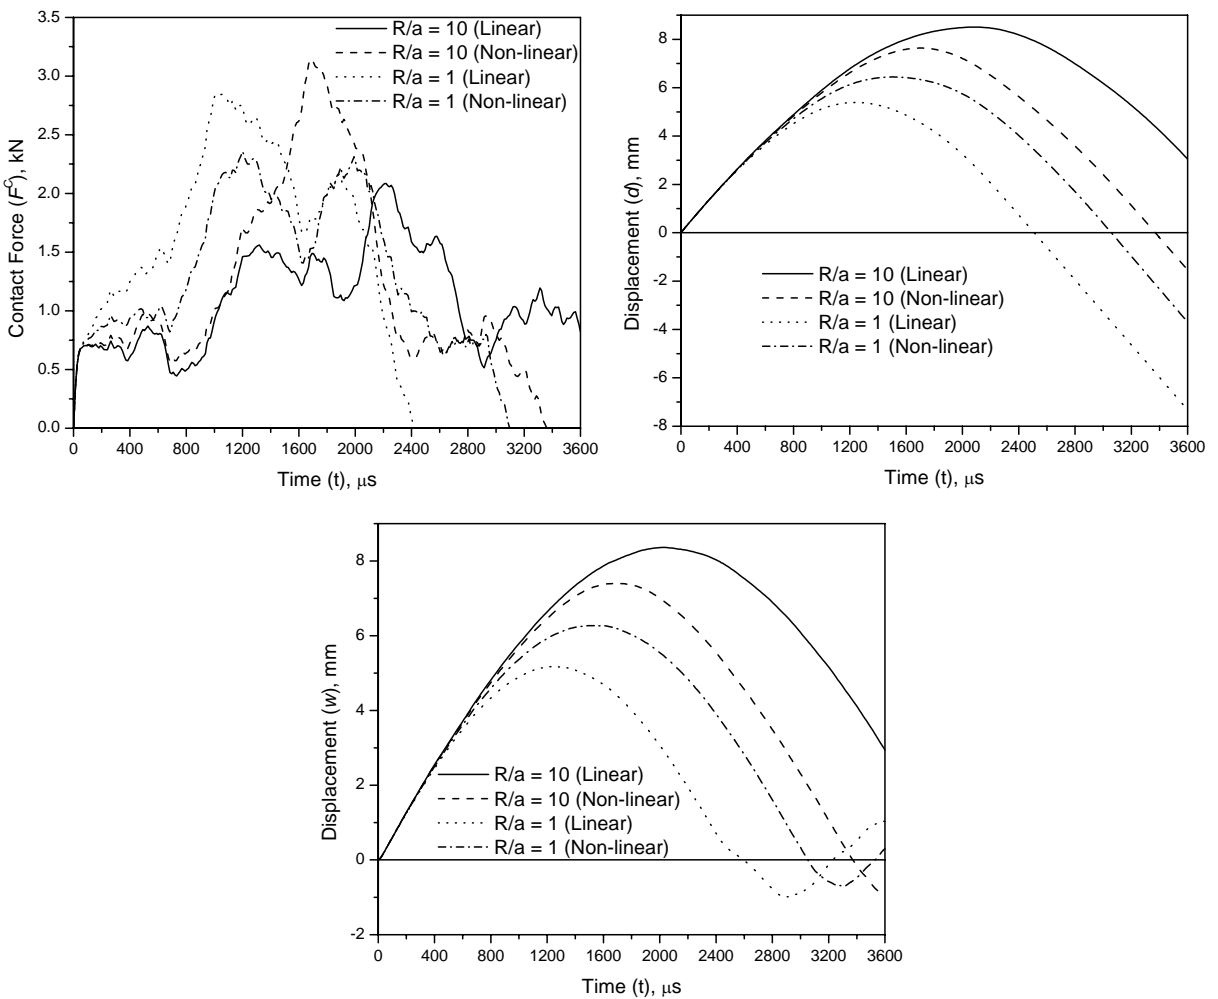 3.5
3.0
2.5
2.0
1.5
1.0
0.5
0.0
Contact Force (F^C), kN
R/a = 10 (Linear)
R/a = 10 (Non-linear)
R/a = 1 (Linear)
R/a = 1 (Non-linear)
0 400 800 1200 1600 2000 2400 2800 3200 3600
Time (t), μs
8
6
4
2
0
-2
-4
-6
-8
Displacement (d), mm
R/a = 10 (Linear)
R/a = 10 (Non-linear)
R/a = 1 (Linear)
R/a = 1 (Non-linear)
0 400 800 1200 1600 2000 2400 2800 3200 3600
Time (t), μs
8
6
4
2
0
-2
Displacement (w), mm
R/a = 10 (Linear)
R/a = 10 (Non-linear)
R/a = 1 (Linear)
R/a = 1 (Non-linear)
0 400 800 1200 1600 2000 2400 2800 3200 3600
Time (t), μs